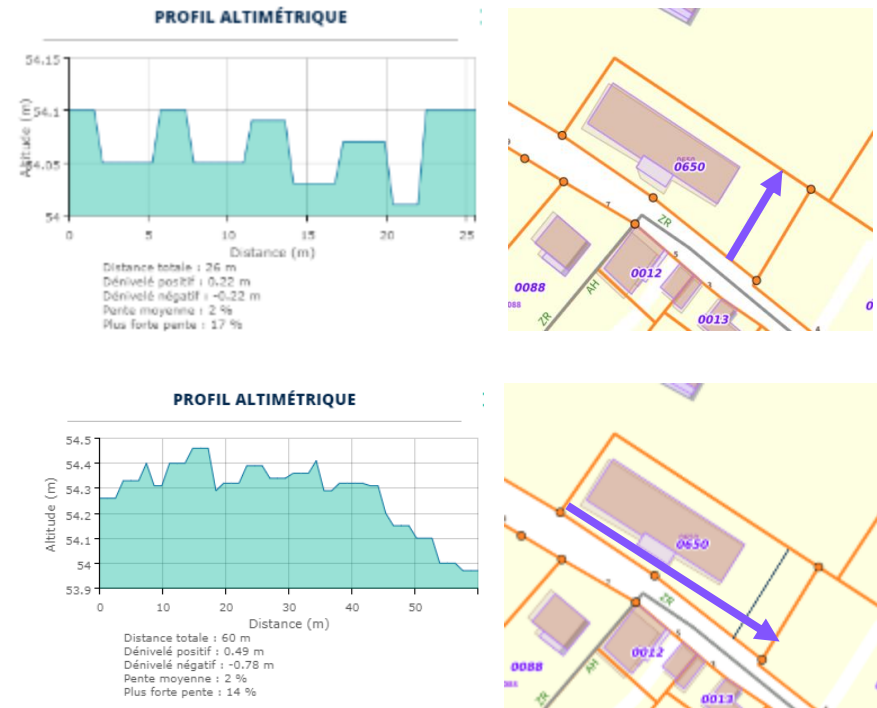 PROFIL ALTIMÉTRIQUE
54.15
54.1
54.05
54
Altitude (m)
0 5 10 15 20 25
Distance (m)
Distance totale : 26 m
Dénivelé positif : 0.22 m
Dénivelé négatif : -0.22 m
Pente moyenne : 2 %
Plus forte pente : 17 %
0650
0650
7
ZR
5
3
0012
0088
088
AH
ZR
0013
4
0
PROFIL ALTIMÉTRIQUE
54.5
54.4
54.3
54.2
54.1
54
53.9
Altitude (m)
0 10 20 30 40 50
Distance (m)
Distance totale : 60 m
Dénivelé positif : 0.49 m
Dénivelé négatif : -0.78 m
Pente moyenne : 2 %
Plus forte pente : 14 %
0650
ZR
5
0012
0088
AH
ZR
0013